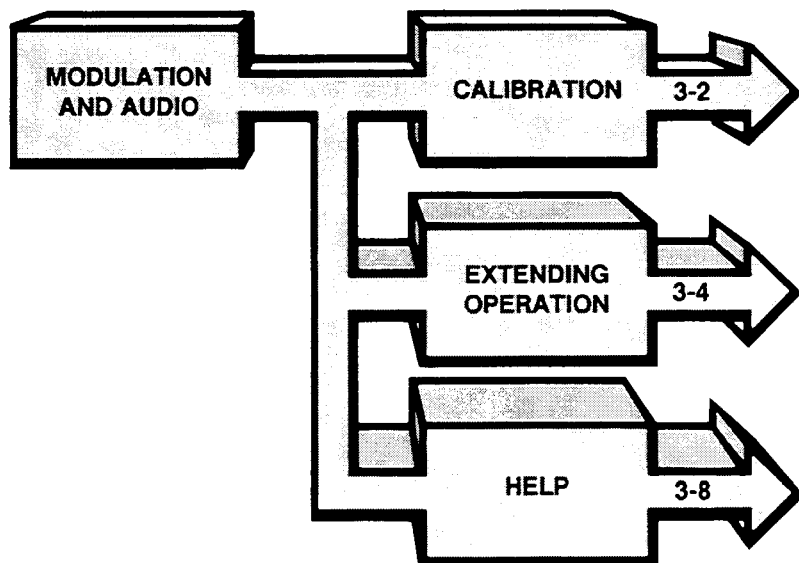 MODULATION
AND AUDIO
CALIBRATION
3-2
EXTENDING
OPERATION
3-4
HELP
3-8